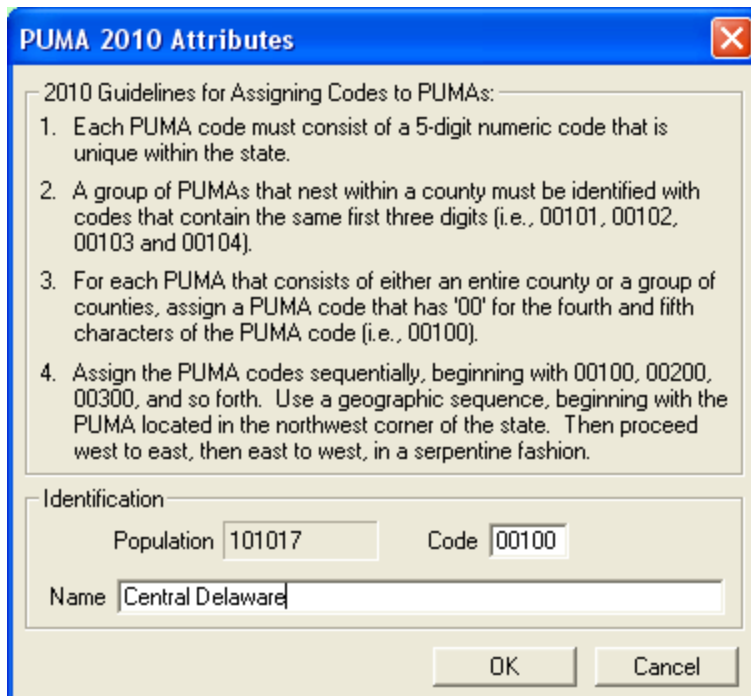 PUMA 2010 Attributes
2010 Guidelines for Assigning Codes to PUMAs:
1. Each PUMA code must consist of a 5-digit numeric code that is
unique within the state.
2. A group of PUMAs that nest within a county must be identified with
codes that contain the same first three digits (i.e., 00101, 00102,
00103 and 00104).
3. For each PUMA that consists of either an entire county or a group of
counties, assign a PUMA code that has '00' for the fourth and fifth
characters of the PUMA code (i.e., 00100).
4. Assign the PUMA codes sequentially, beginning with 00100, 00200,
00300, and so forth. Use a geographic sequence, beginning with the
PUMA located in the northwest corner of the state. Then proceed
west to east, then east to west, in a serpentine fashion.
Identification
Population 101017 Code 00100
Name Central Delaware
OK Cancel